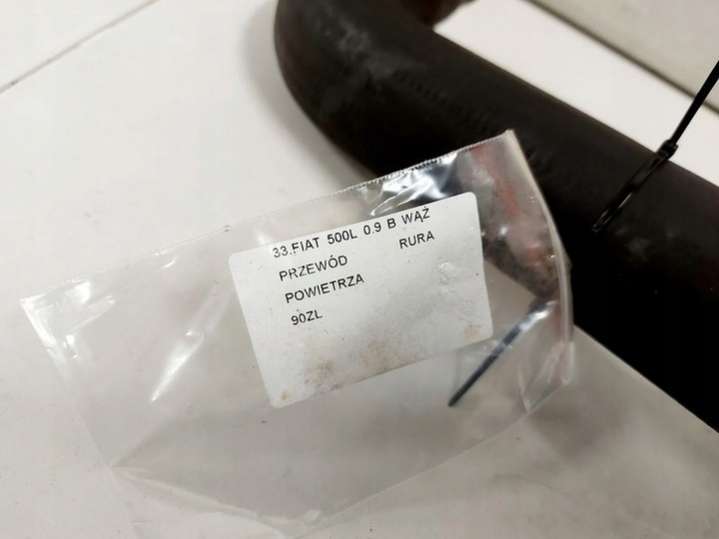 33.FIAT 500L 0.9 B WĄŻ
PRZEWÓD RURA
POWIETRZA
90ZL